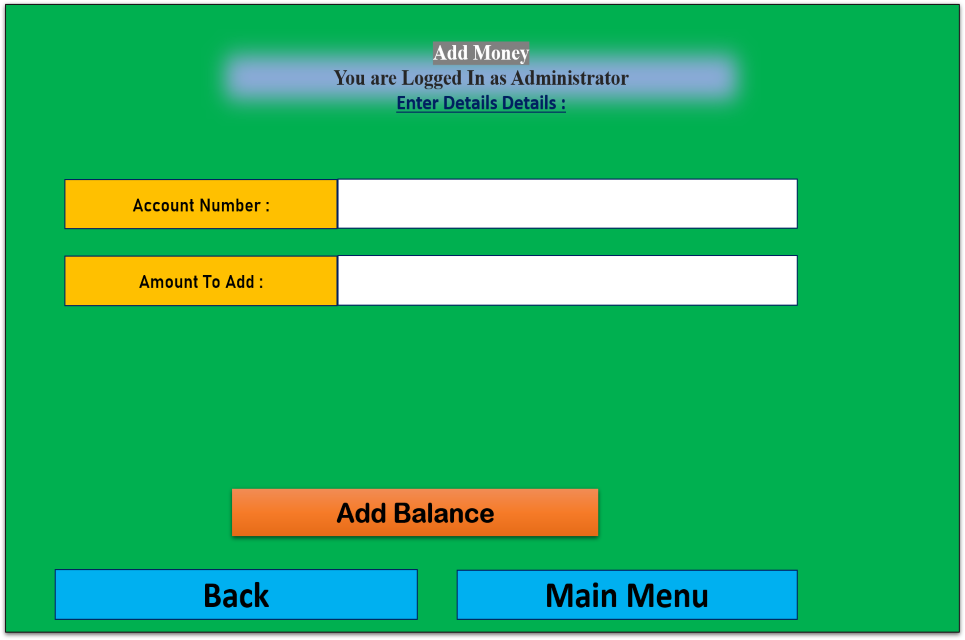 Add Money
You are Logged In as Administrator
Enter Details Details :
Account Number :
Amount To Add :
Add Balance
Back
Main Menu